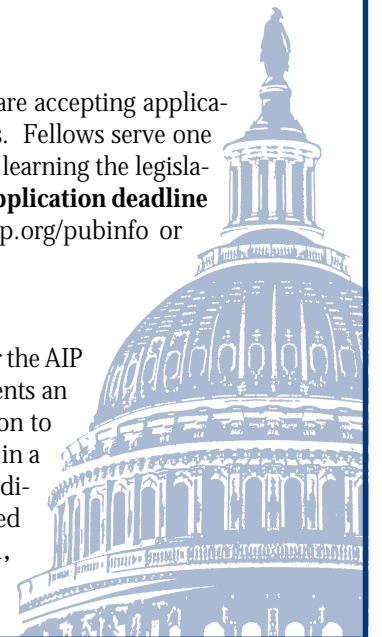 are accepting applica-
s. Fellows serve one
learning the legisla-
pplication deadline
p.org/pubinfo or
r the AIP
ents an
on to
in a
di-
ed
,